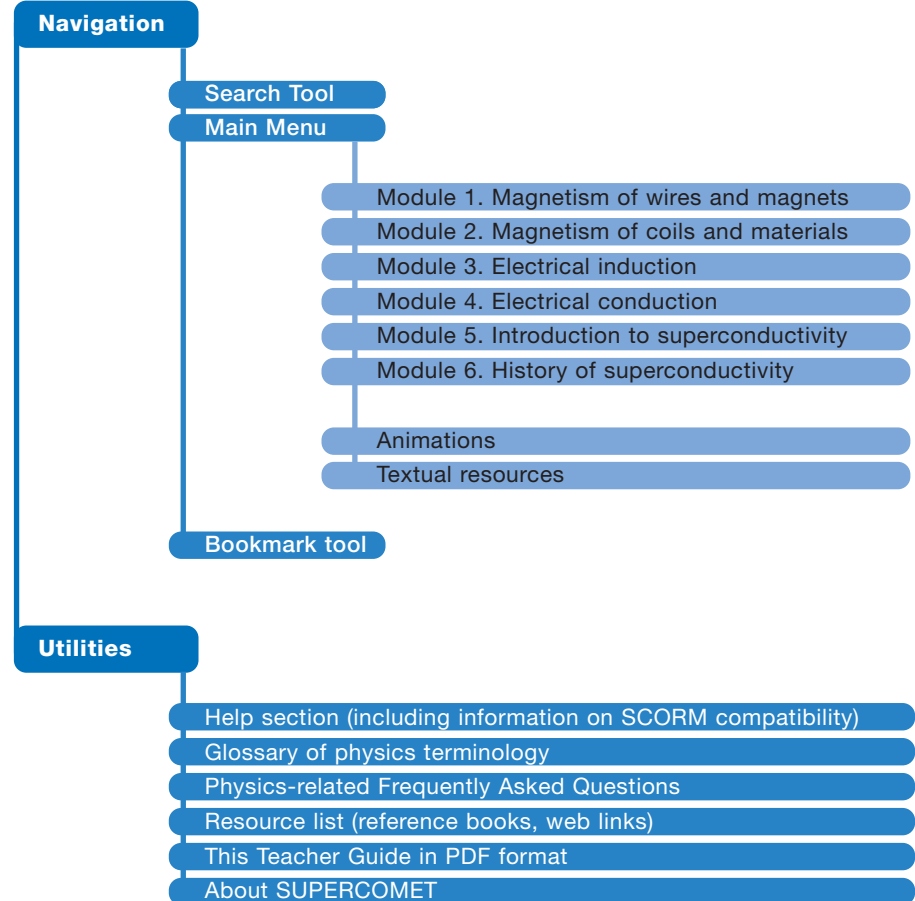 Navigation
Search Tool
Main Menu
Module 1. Magnetism of wires and magnets
Module 2. Magnetism of coils and materials
Module 3. Electrical induction
Module 4. Electrical conduction
Module 5. Introduction to superconductivity
Module 6. History of superconductivity
Animations
Textual resources
Bookmark tool
Utilities
Help section (including information on SCORM compatibility)
Glossary of physics terminology
Physics-related Frequently Asked Questions
Resource list (reference books, web links)
This Teacher Guide in PDF format
About SUPERCOMET